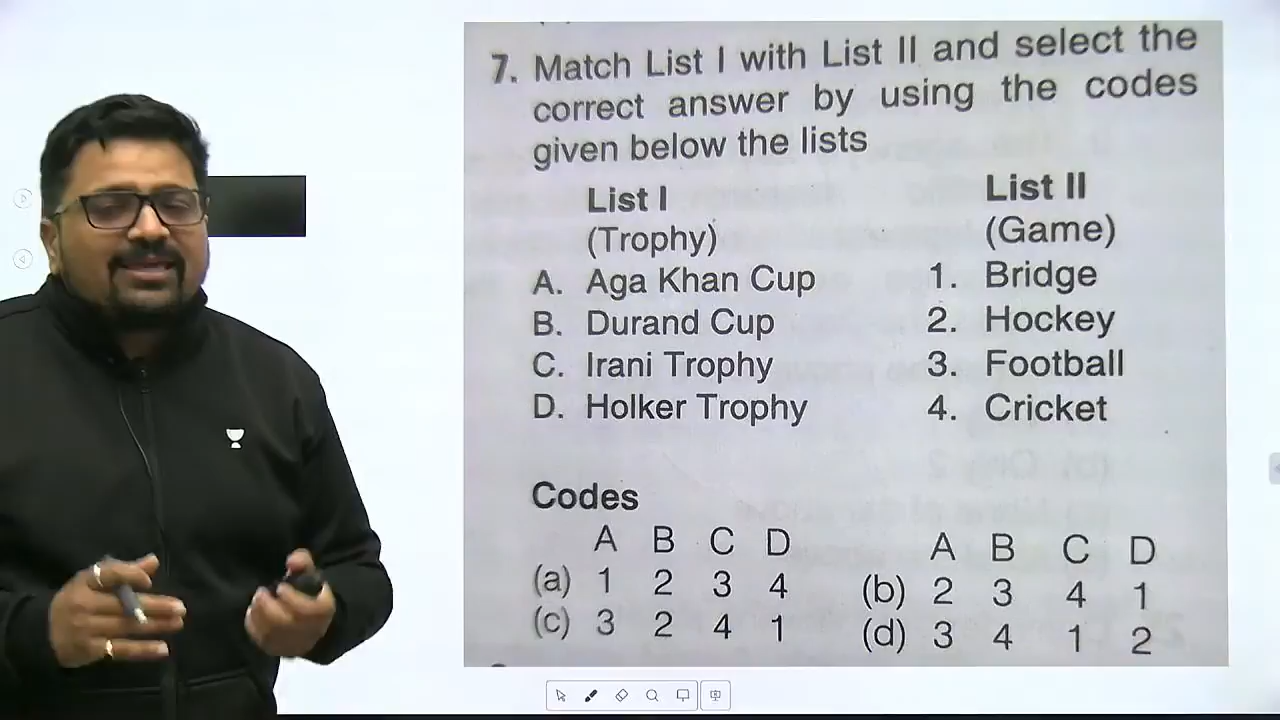 7. Match List I with List II and select the
correct answer by using the codes
given below the lists
List I List II
(Trophy) (Game)
A. Aga Khan Cup 1. Bridge
B. Durand Cup 2. Hockey
C. Irani Trophy 3. Football
D. Holker Trophy 4. Cricket
Codes
A B C D A B C D
(a) 1 2 3 4 (b) 2 3 4 1
(c) 3 2 4 1 (d) 3 4 1 2